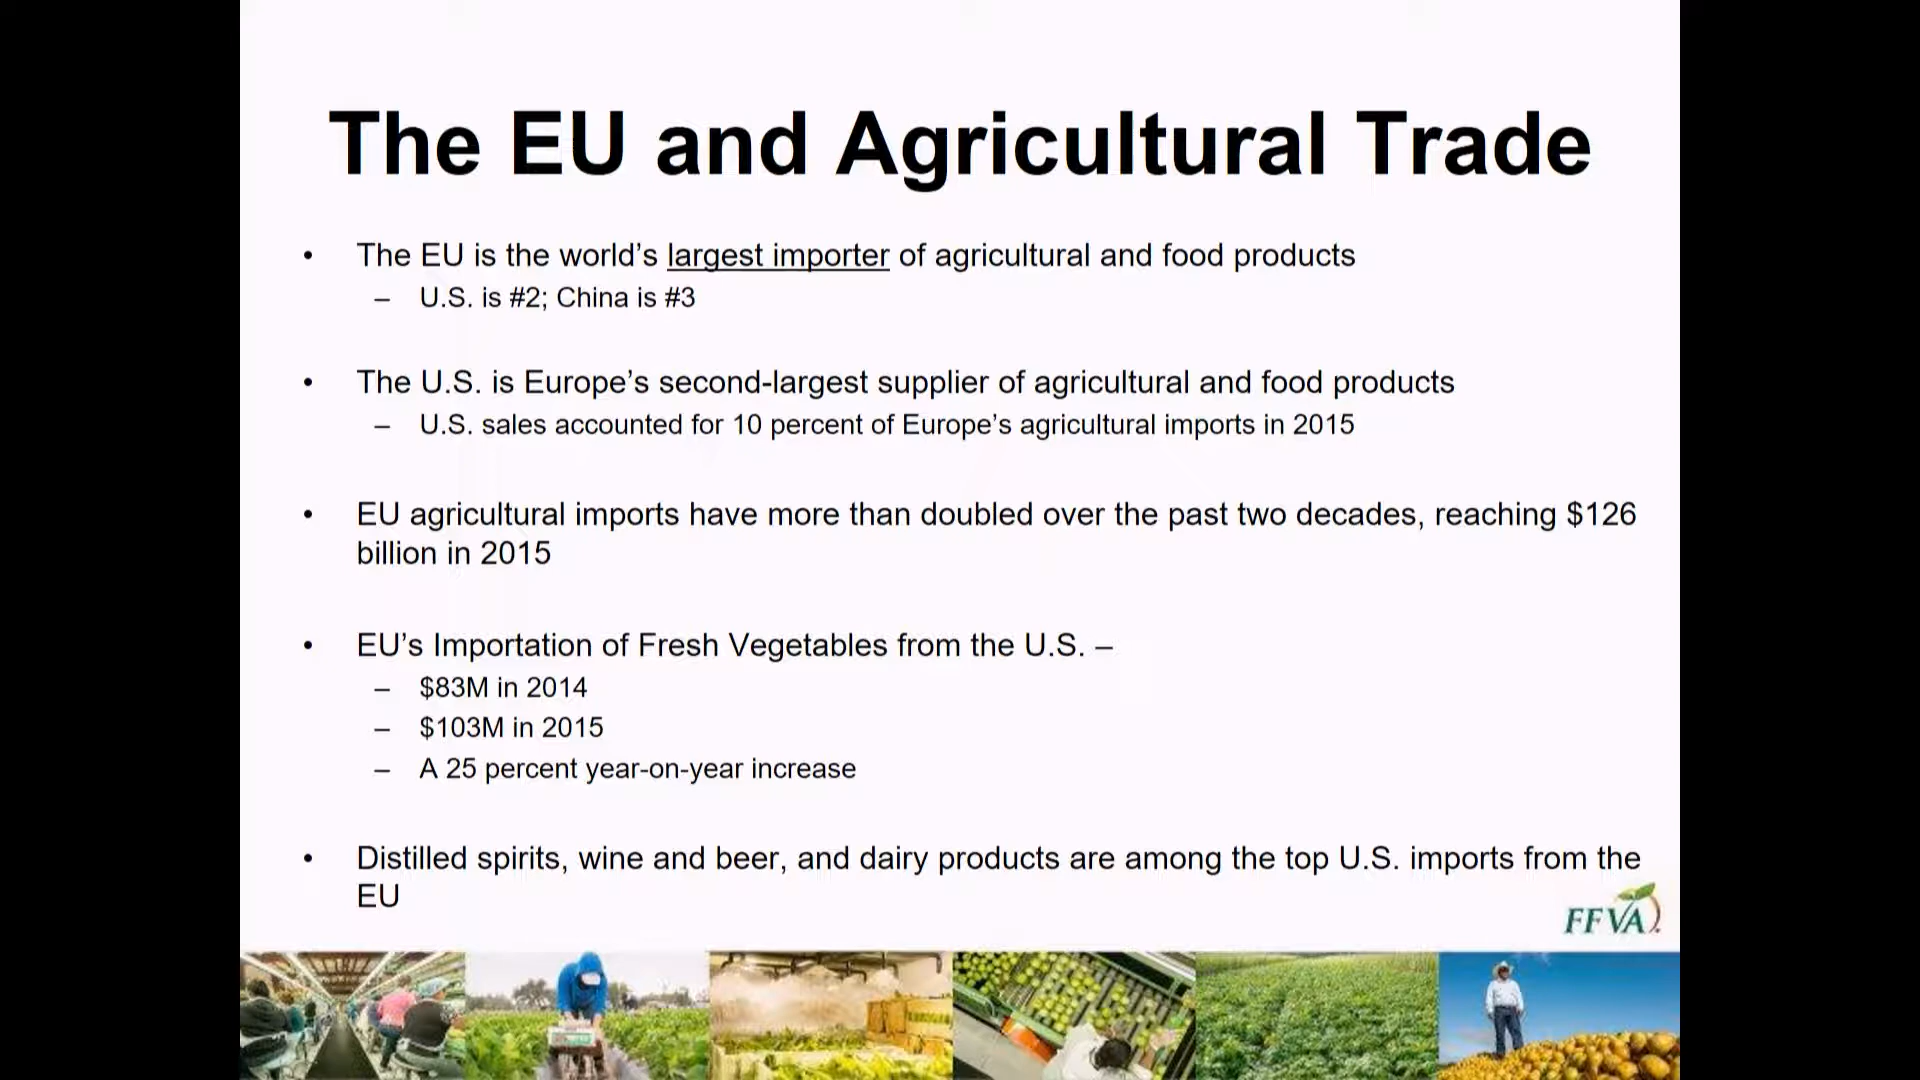 The EU and Agricultural Trade
• The EU is the world’s largest importer of agricultural and food products
– U.S. is #2; China is #3
• The U.S. is Europe’s second-largest supplier of agricultural and food products
– U.S. sales accounted for 10 percent of Europe’s agricultural imports in 2015
• EU agricultural imports have more than doubled over the past two decades, reaching $126
billion in 2015
• EU’s Importation of Fresh Vegetables from the U.S. –
– $83M in 2014
– $103M in 2015
– A 25 percent year-on-year increase
• Distilled spirits, wine and beer, and dairy products are among the top U.S. imports from the
EU
FFVA